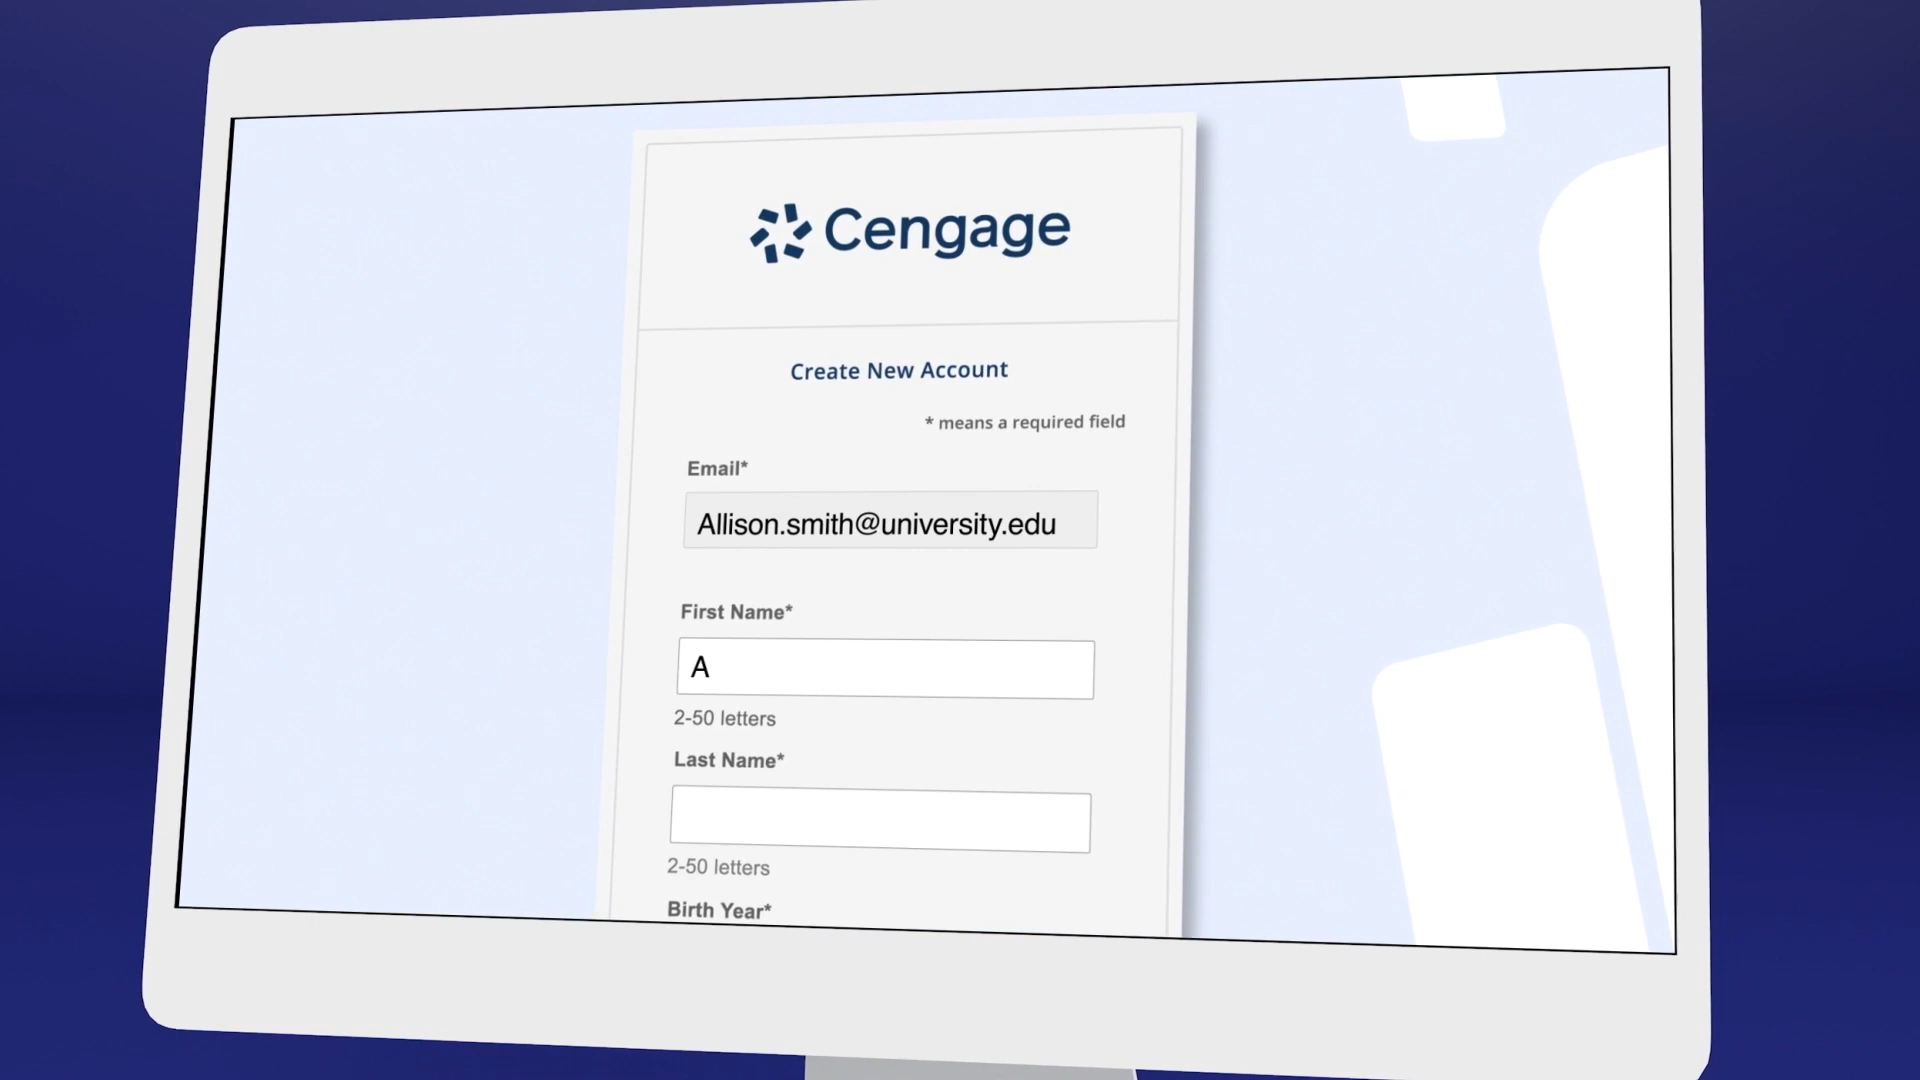 Cengage
Create New Account
* means a required field
Email*
Allison.smith@university.edu
First Name*
A
2-50 letters
Last Name*
2-50 letters
Birth Year*